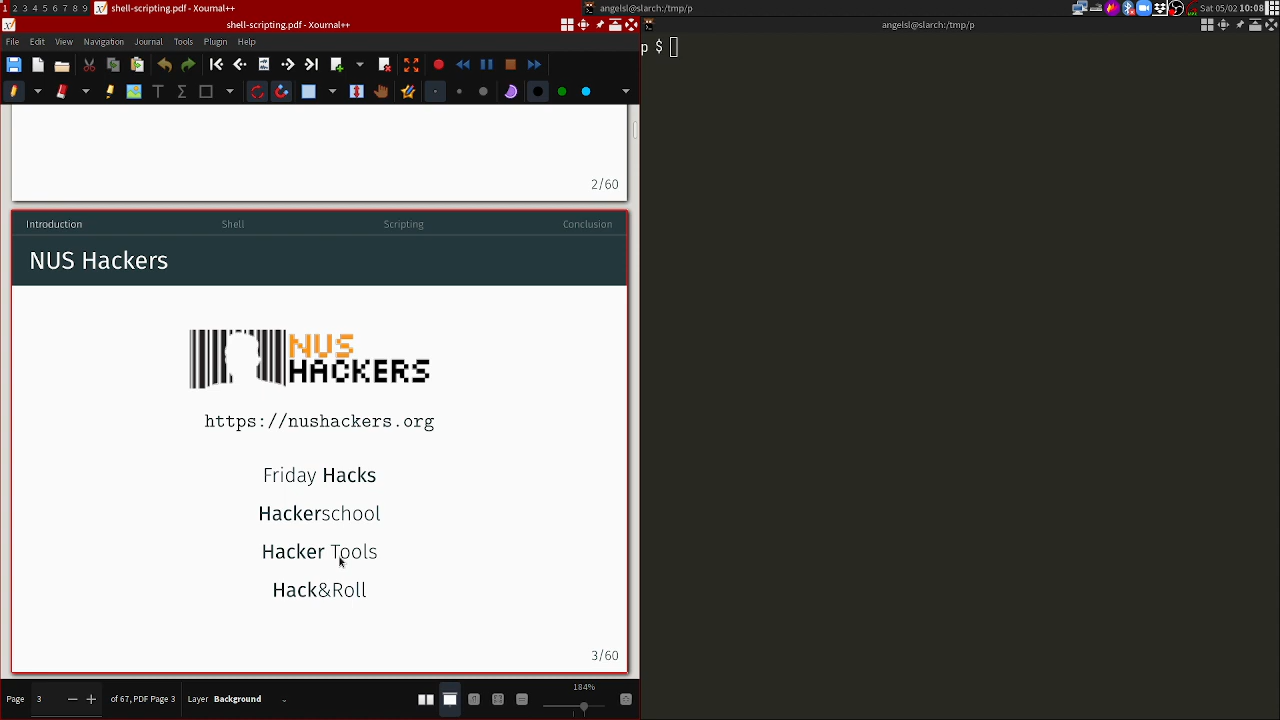 1 2 3 4 5 6 7 8 9 shell-scripting.pdf - Xournal++ angelsl@slarch:/tmp/p Sat 05/02 10:08
shell-scripting.pdf - Xournal++ angelsl@slarch:/tmp/p
File Edit View Navigation Journal Tools Plugin Help
p $
2/60
Introduction Shell Scripting Conclusion
NUS Hackers
NUS
HACKERS
https://nushackers.org
Friday Hacks
Hackerschool
Hacker Tools
Hack&Roll
3/60
Page 3 of 67, PDF Page 3 Layer Background 184%